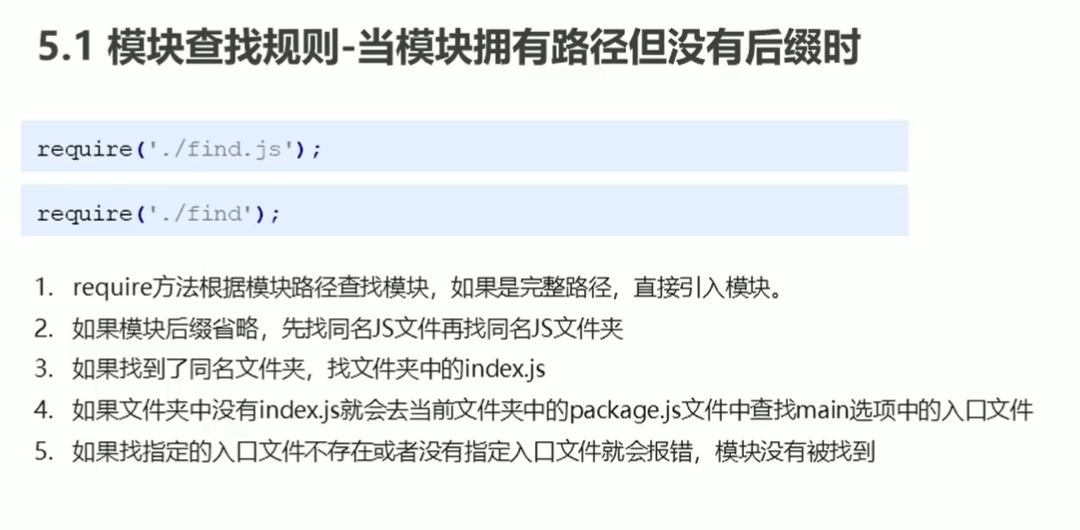 5.1 模块查找规则-当模块拥有路径但没有后缀时
require('./find.js');
require('./find');
1. require方法根据模块路径查找模块，如果是完整路径，直接引入模块。
2. 如果模块后缀省略，先找同名JS文件再找同名JS文件夹
3. 如果找到了同名文件夹，找文件夹中的index.js
4. 如果文件夹中没有index.js就会去当前文件夹中的package.js文件中查找main选项中的入口文件
5. 如果找指定的入口文件不存在或者没有指定入口文件就会报错，模块没有被找到